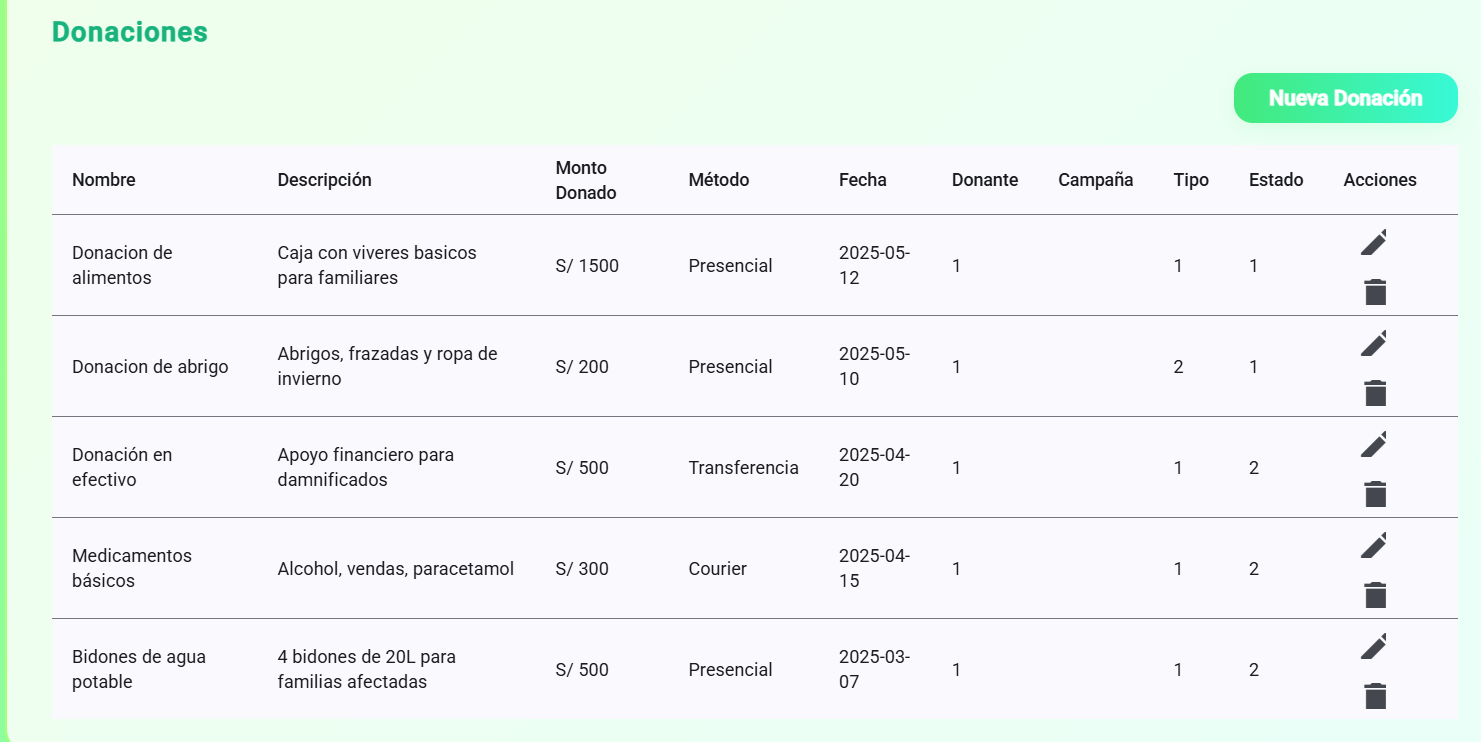 Donaciones
Nueva Donación
Nombre Descripción Monto Donado Método Fecha Donante Campaña Tipo Estado Acciones
Donacion de alimentos Caja con viveres basicos para familiares S/ 1500 Presencial 2025-05-12 1 1 1
Donacion de abrigo Abrigos, frazadas y ropa de invierno S/ 200 Presencial 2025-05-10 1 2 1
Donación en efectivo Apoyo financiero para damnificados S/ 500 Transferencia 2025-04-20 1 1 2
Medicamentos básicos Alcohol, vendas, paracetamol S/ 300 Courier 2025-04-15 1 1 2
Bidones de agua potable 4 bidones de 20L para familias afectadas S/ 500 Presencial 2025-03-07 1 1 2